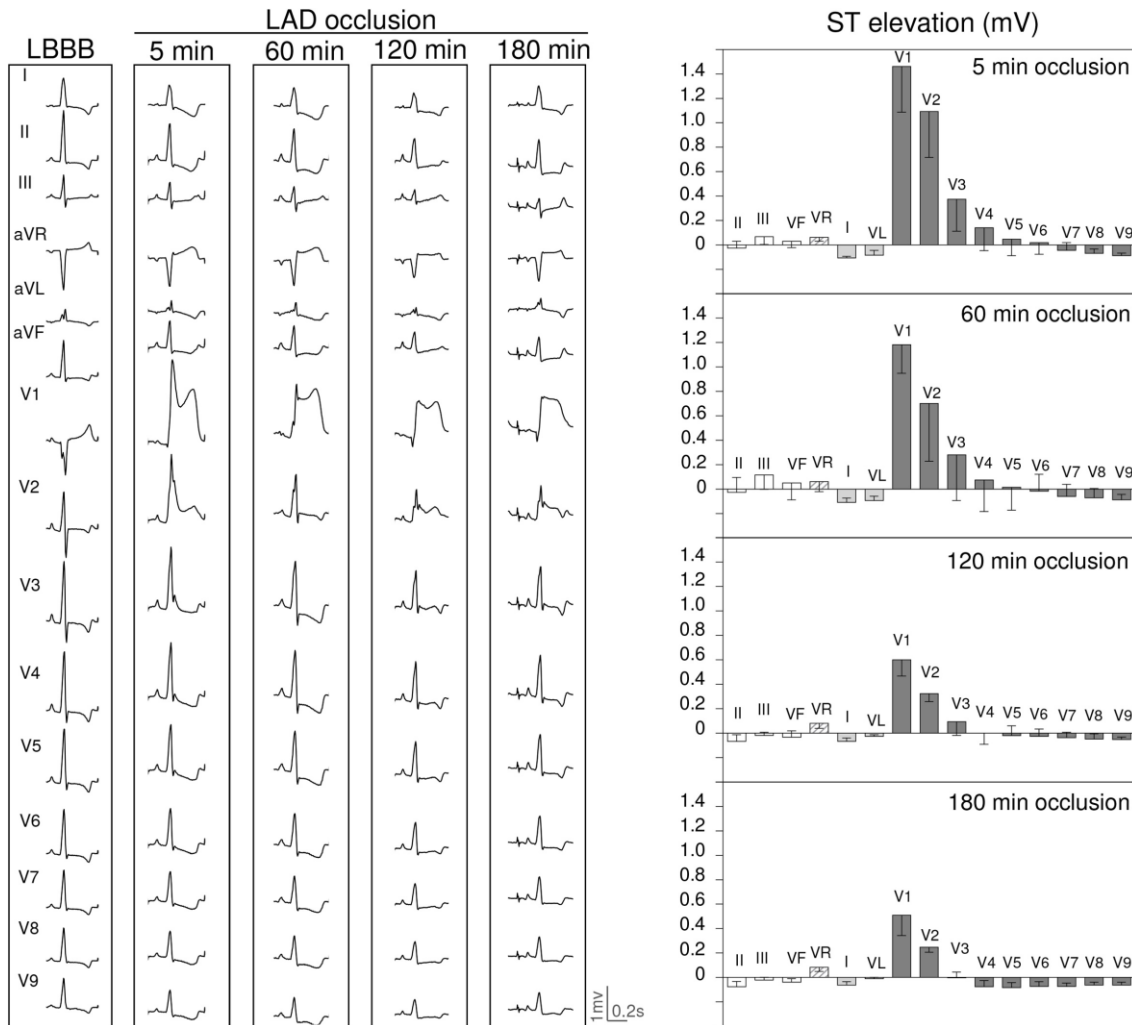 LAD occlusion
LBBB 5 min 60 min 120 min 180 min
I
II
III
aVR
aVL
aVF
V1
V2
V3
V4
V5
V6
V7
V8
V9
1mv
0.2s
ST elevation (mV)
5 min occlusion
1.4
1.2
1.0
0.8
0.6
0.4
0.2
0
II III VF VR I VL V1 V2 V3 V4 V5 V6 V7 V8 V9
60 min occlusion
1.4
1.2
1.0
0.8
0.6
0.4
0.2
0
II III VF VR I VL V1 V2 V3 V4 V5 V6 V7 V8 V9
120 min occlusion
1.4
1.2
1.0
0.8
0.6
0.4
0.2
0
II III VF VR I VL V1 V2 V3 V4 V5 V6 V7 V8 V9
180 min occlusion
1.4
1.2
1.0
0.8
0.6
0.4
0.2
0
II III VF VR I VL V1 V2 V3 V4 V5 V6 V7 V8 V9